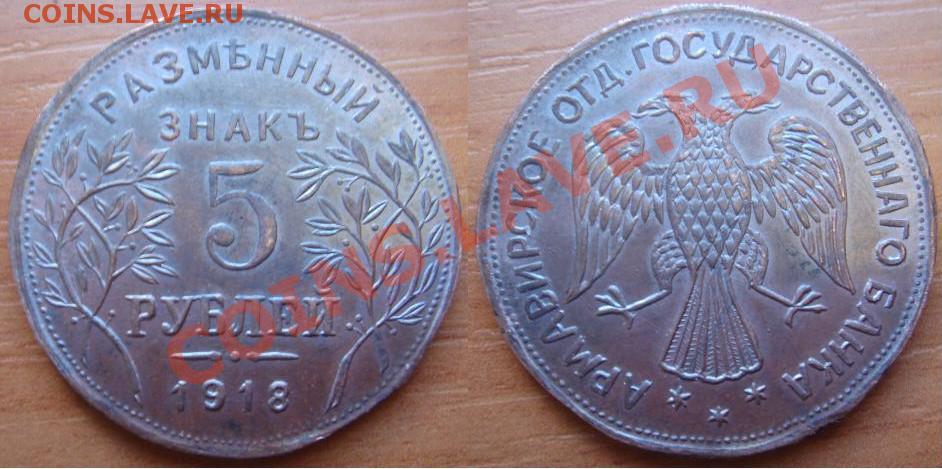 COINS.LAVE.RU
РАЗМѢННЫЙ
ЗНАКЪ
5
РУБЛЕЙ
1918
АРМАВИРСКОЕ ОТД. ГОСУДАРСТВЕННАГО БАНКА
COINS.LAVE.RU